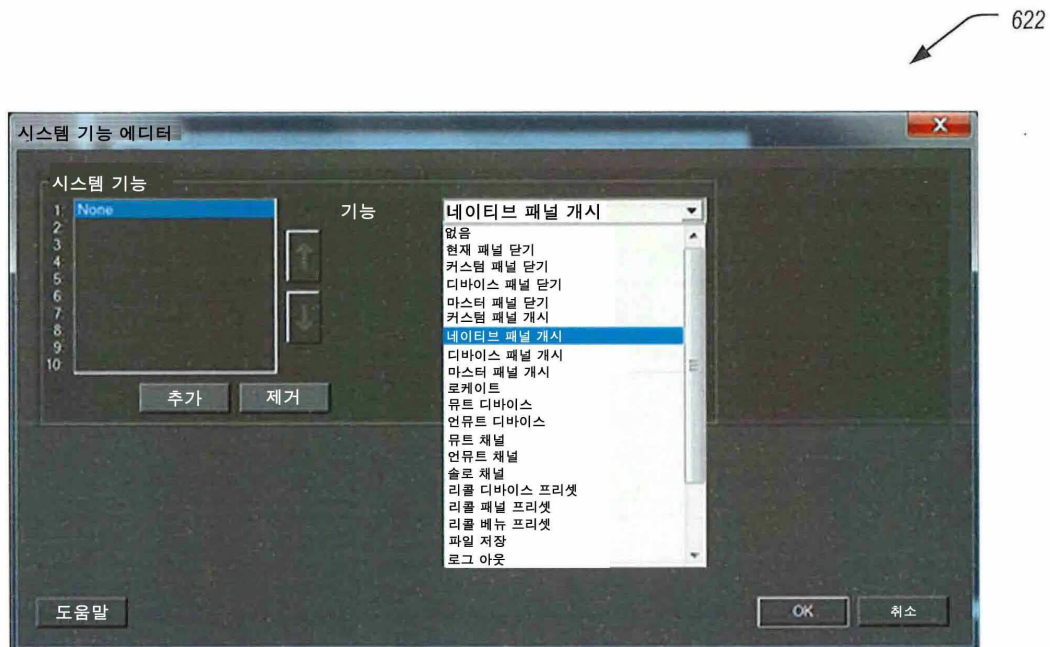 622
시스템 기능 에디터
시스템 기능
1: None
2:
3:
4:
5:
6:
7:
8:
9:
10:
추가
제거
기능
네이티브 패널 개시
없음
현재 패널 닫기
커스텀 패널 닫기
디바이스 패널 닫기
마스터 패널 닫기
커스텀 패널 개시
네이티브 패널 개시
디바이스 패널 개시
마스터 패널 개시
로케이트
뮤트 디바이스
언뮤트 디바이스
뮤트 채널
언뮤트 채널
솔로 채널
리콜 디바이스 프리셋
리콜 패널 프리셋
리콜 베뉴 프리셋
파일 저장
로그 아웃
도움말
OK
취소